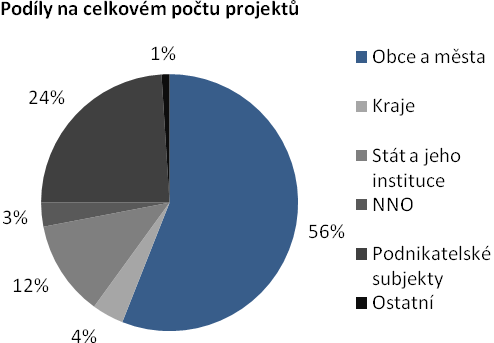 Podíly na celkovém počtu projektů
1%
24%
3%
12%
4%
56%
Obce a města
Kraje
Stát a jeho
instituce
NNO
Podnikatelské
subjekty
Ostatní